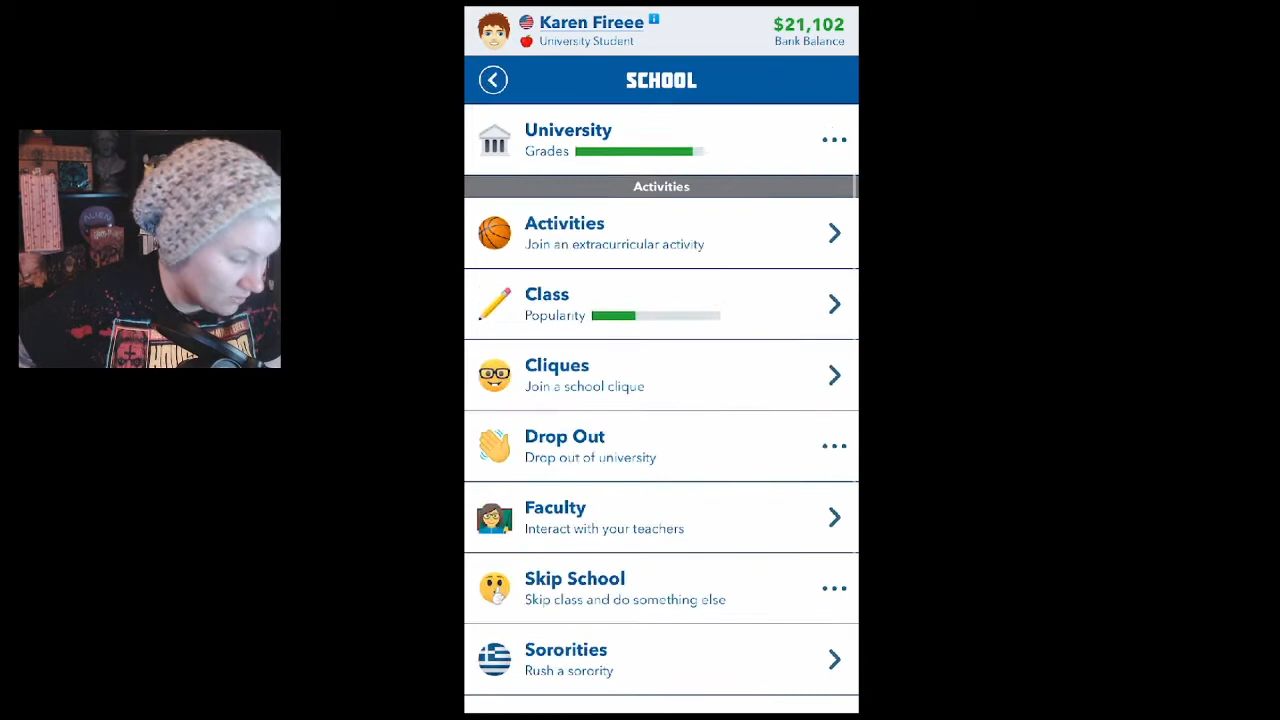 Karen Fireee
University Student
$21,102
Bank Balance
SCHOOL
University
Grades
Activities
Activities
Join an extracurricular activity
Class
Popularity
Cliques
Join a school clique
Drop Out
Drop out of university
Faculty
Interact with your teachers
Skip School
Skip class and do something else
Sororities
Rush a sorority
ALIEN